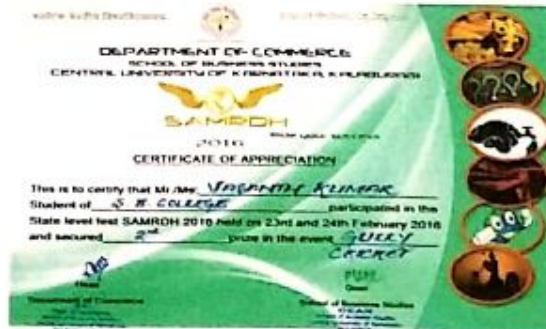 DEPARTMENT OF COMMERCE
SCHOOL OF BUSINESS STUDIES
CENTRAL UNIVERSITY OF KARNATAKA, KALABURAGI
SAMROH
2016
CERTIFICATE OF APPRECIATION
This is to certify that Mr./Ms. VASANTH KUMAR
Student of S B COLLEGE participated in the
State level fest SAMROH 2016 held on 23rd and 24th February 2016
and secured 2nd prize in the event GULLY
CRICKET
Head
Dean
Department of Commerce
School of Business Studies
DEAN